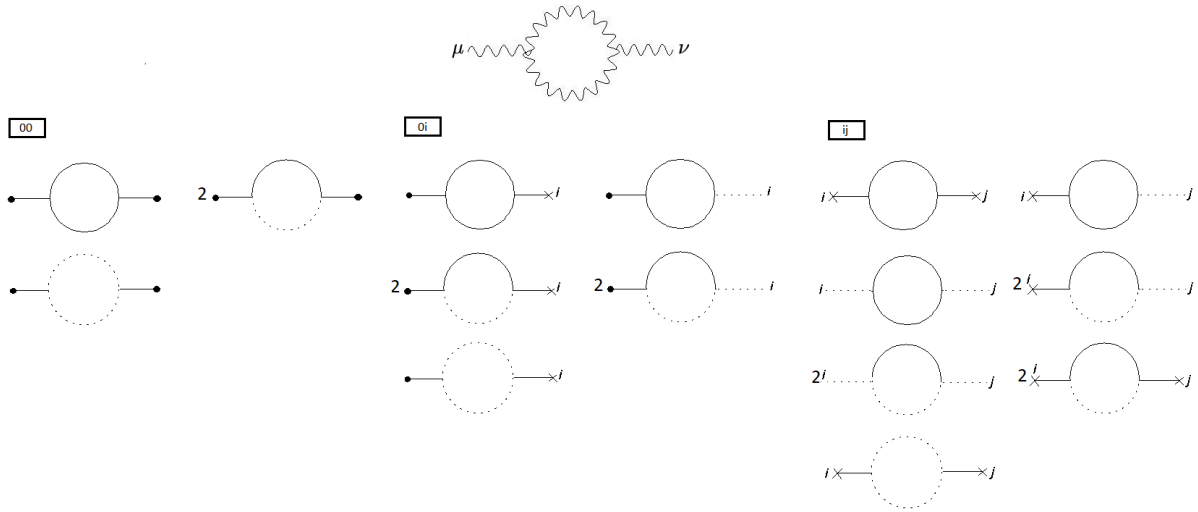 μ ν
00 0i ij
2 i i i j i j
2 i 2 i i j 2 i j
i 2 i j 2 i j
i j